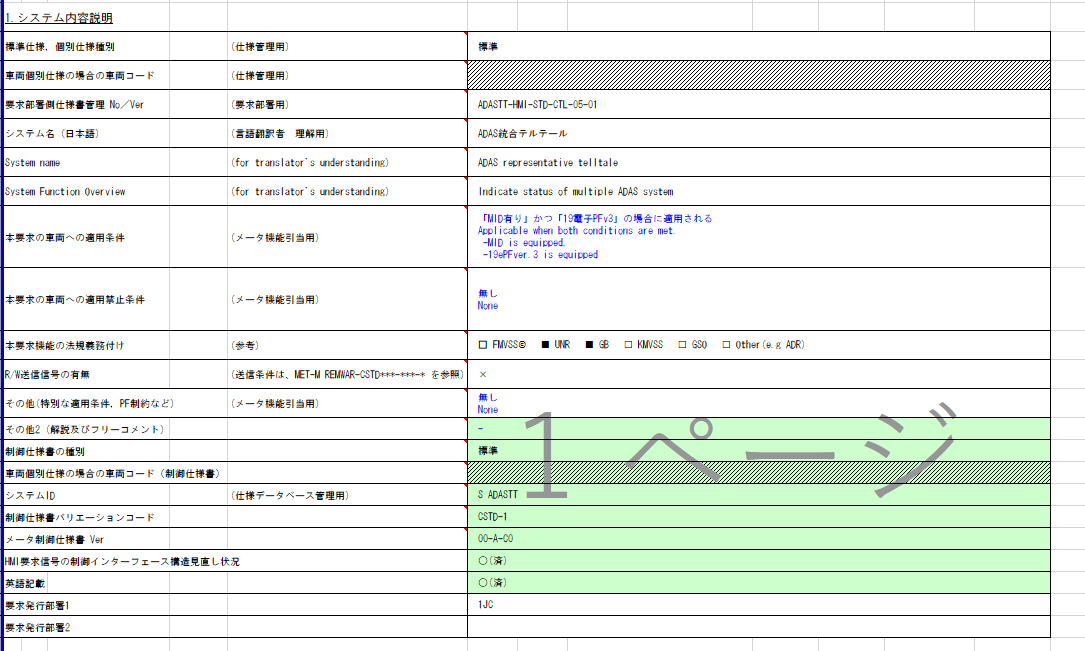 1. システム内容説明
標準仕様、個別仕様種別 (仕様管理用) 標準
車両個別仕様の場合の車両コード (仕様管理用)
要求部署側仕様書管理 No／Ver (要求部署用) ADASTT-HMI-STD-CTL-05-01
システム名（日本語） (言語翻訳者　理解用) ADAS統合テルテール
System name (for translator's understanding) ADAS representative telltale
System Function Overview (for translator's understanding) Indicate status of multiple ADAS system
本要求の車両への適用条件 (メータ機能引当用) 「MID有り」かつ「19電子PFv3」の場合に適用される
Applicable when both conditions are met.
-MID is equipped.
-19ePFver.3 is equipped
本要求の車両への適用禁止条件 (メータ機能引当用) 無し
None
本要求機能の法規義務付け (参考) □ FMVSS© ■ UNR ■ GB □ KMVSS □ GSO □ Other(e.g ADR)
R/W送信信号の有無 (送信条件は、MET-M_REMWAR-CSTD***-***-* を参照) ×
その他(特別な適用条件、PF制約など) (メータ機能引当用) 無し
None
その他2（解説及びフリーコメント） -
制御仕様書の種別 標準
車両個別仕様の場合の車両コード（制御仕様書）
システムID (仕様データベース管理用) S_ADASTT
制御仕様書バリエーションコード CSTD-1
メータ制御仕様書 Ver 00-A-C0
HMI要求信号の制御インターフェース構造見直し状況 ○(済)
英語記載 ○(済)
要求発行部署1 1JC
要求発行部署2
1 ページ